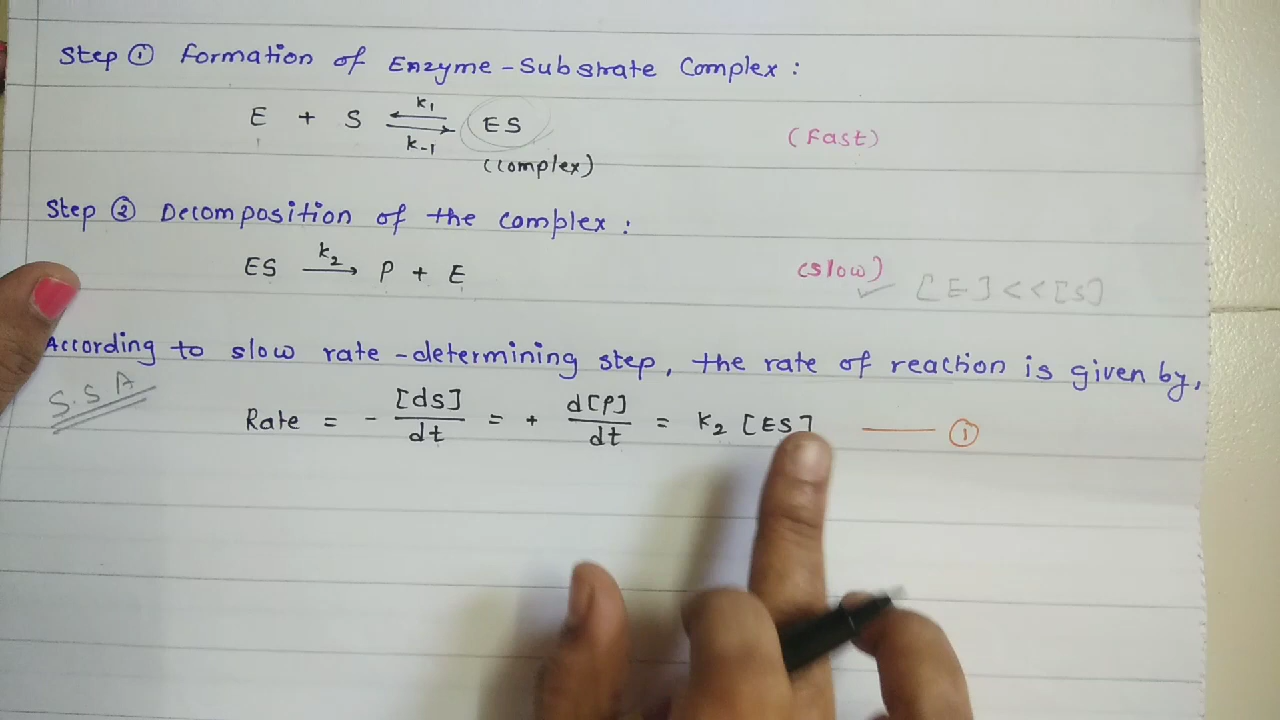 Step ① Formation of Enzyme-Substrate Complex :
E + S ⇌ ES (Fast)
k₁
k₋₁
(complex)
Step ② Decomposition of the complex :
ES —k₂→ P + E (slow) [E]<<[S]
According to slow rate-determining step, the rate of reaction is given by,
S.S A
Rate = - [ds]/dt = + d[P]/dt = k₂ [ES] —— ①